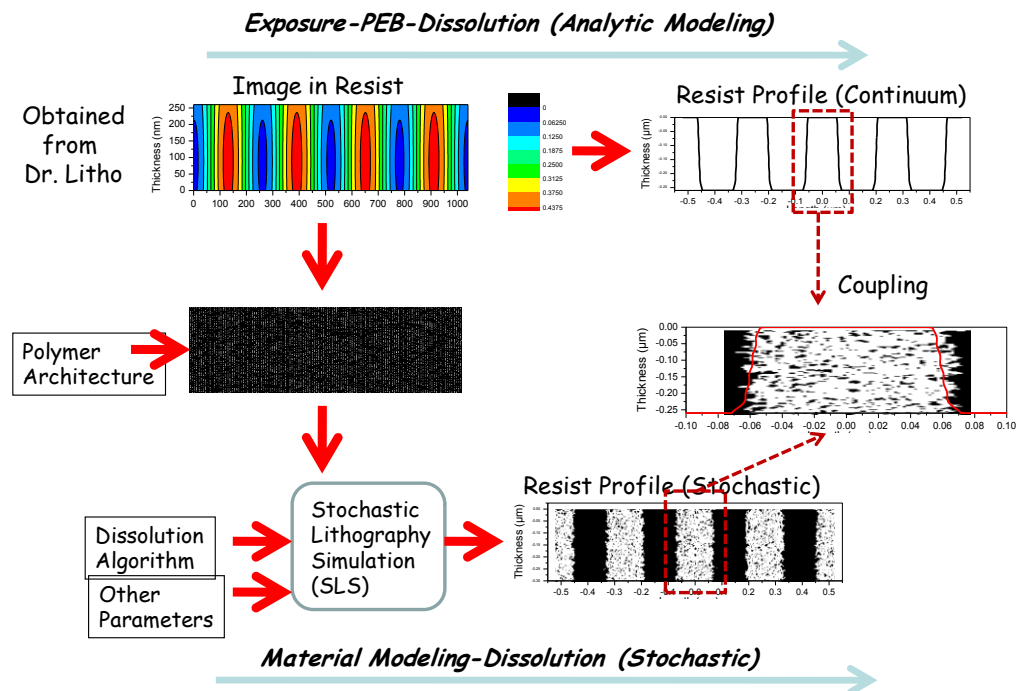 Exposure-PEB-Dissolution (Analytic Modeling)
Image in Resist
Obtained
from
Dr. Litho
Thickness (nm)
250
200
150
100
50
0
0 100 200 300 400 500 600 700 800 900 1000
0
0.06250
0.1250
0.1875
0.2500
0.3125
0.3750
0.4375
Resist Profile (Continuum)
Thickness (µm)
-0.5 -0.4 -0.3 -0.2 -0.1 0.0 0.1 0.2 0.3 0.4 0.5
Coupling
Polymer
Architecture
Thickness (µm)
0.00
-0.05
-0.10
-0.15
-0.20
-0.25
-0.10 -0.08 -0.06 -0.04 -0.02 0.00 0.02 0.04 0.06 0.08 0.10
Resist Profile (Stochastic)
Thickness (µm)
-0.5 -0.4 -0.3 -0.2 -0.1 0.0 0.1 0.2 0.3 0.4 0.5
Dissolution
Algorithm
Other
Parameters
Stochastic
Lithography
Simulation
(SLS)
Material Modeling-Dissolution (Stochastic)